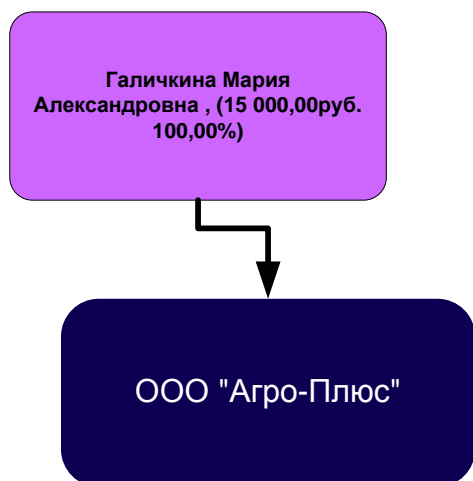 Галичкина Мария
Александровна , (15 000,00руб.
100,00%)
ООО "Агро-Плюс"